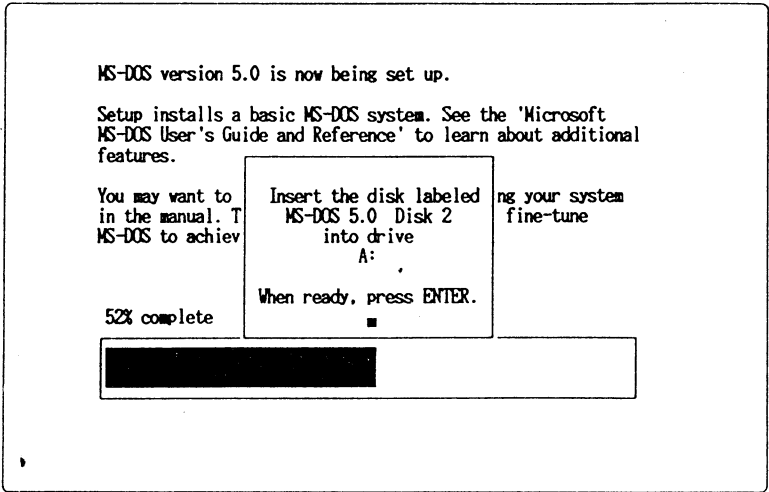 MS-DOS version 5.0 is now being set up.
Setup installs a basic MS-DOS system. See the 'Microsoft
MS-DOS User's Guide and Reference' to learn about additional
features.
You may want to
in the manual. T
MS-DOS to achiev
Insert the disk labeled
MS-DOS 5.0 Disk 2
into drive
A:
When ready, press ENTER.
ng your system
fine-tune
52% complete